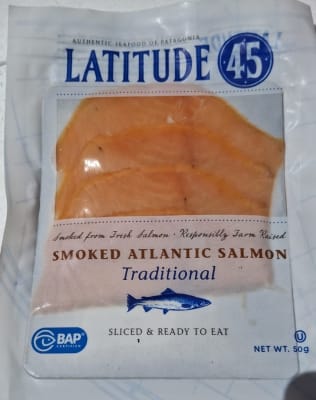 AUTHENTIC SEAFOOD OF PATAGONIA
LATITUDE 45
Smoked from Fresh Salmon · Responsibly Farm Raised
SMOKED ATLANTIC SALMON
Traditional
SLICED & READY TO EAT
BAP
CERTIFIED
U
NET WT. 50g